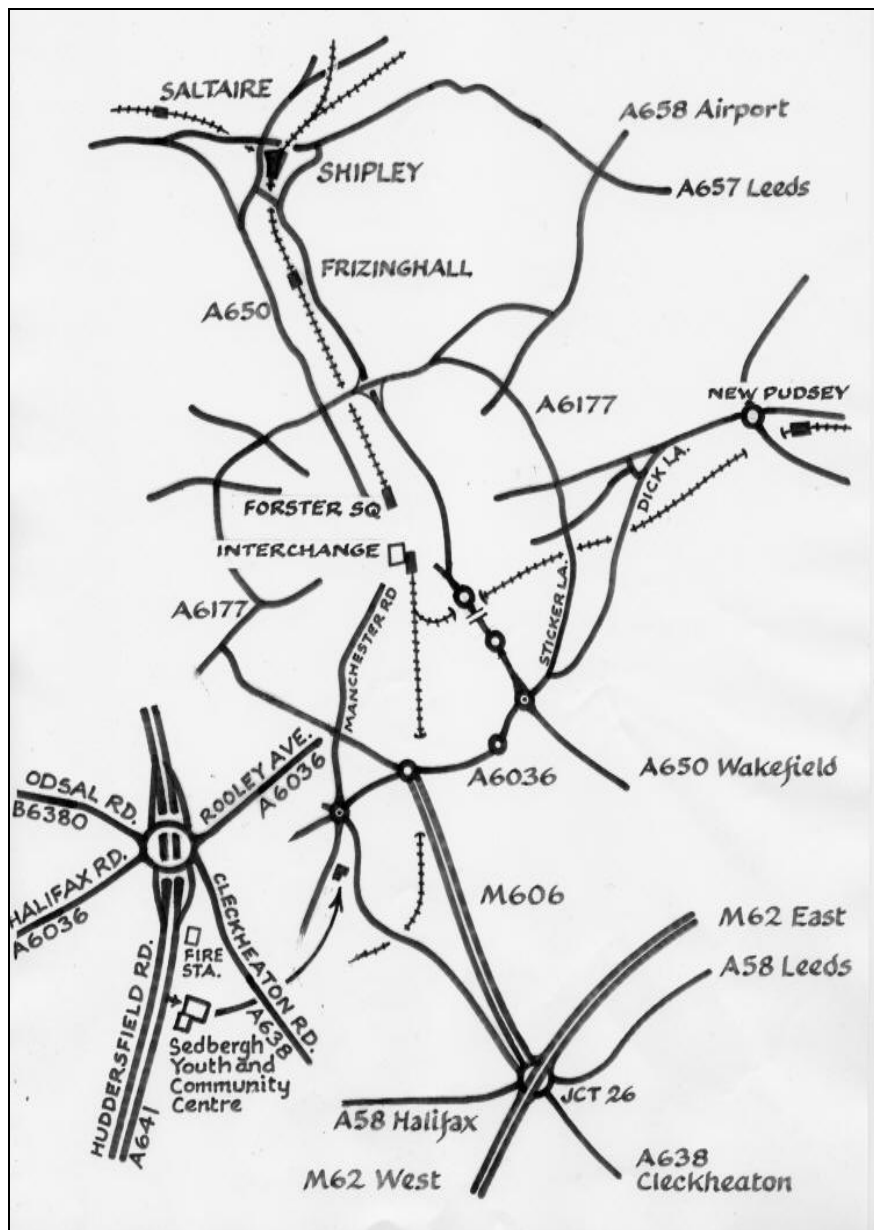 SALTAIRE
A658 Airport
SHIPLEY
A657 Leeds
FRIZINGHALL
A650
NEW PUDSEY
A6177
DICK LA.
FORSTER SQ
INTERCHANGE
A6177
MANCHESTER RD
STICKER LA.
A6036
A650 Wakefield
ODSAL RD.
B6380
ROOLEY AVE.
A6036
HALIFAX RD.
A6036
CLECKHEATON RD.
A638
M606
M62 East
A58 Leeds
FIRE
STA.
HUDDERSFIELD RD.
A641
Sedbergh
Youth and
Community
Centre
JCT 26
A58 Halifax
M62 West
A638
Cleckheaton